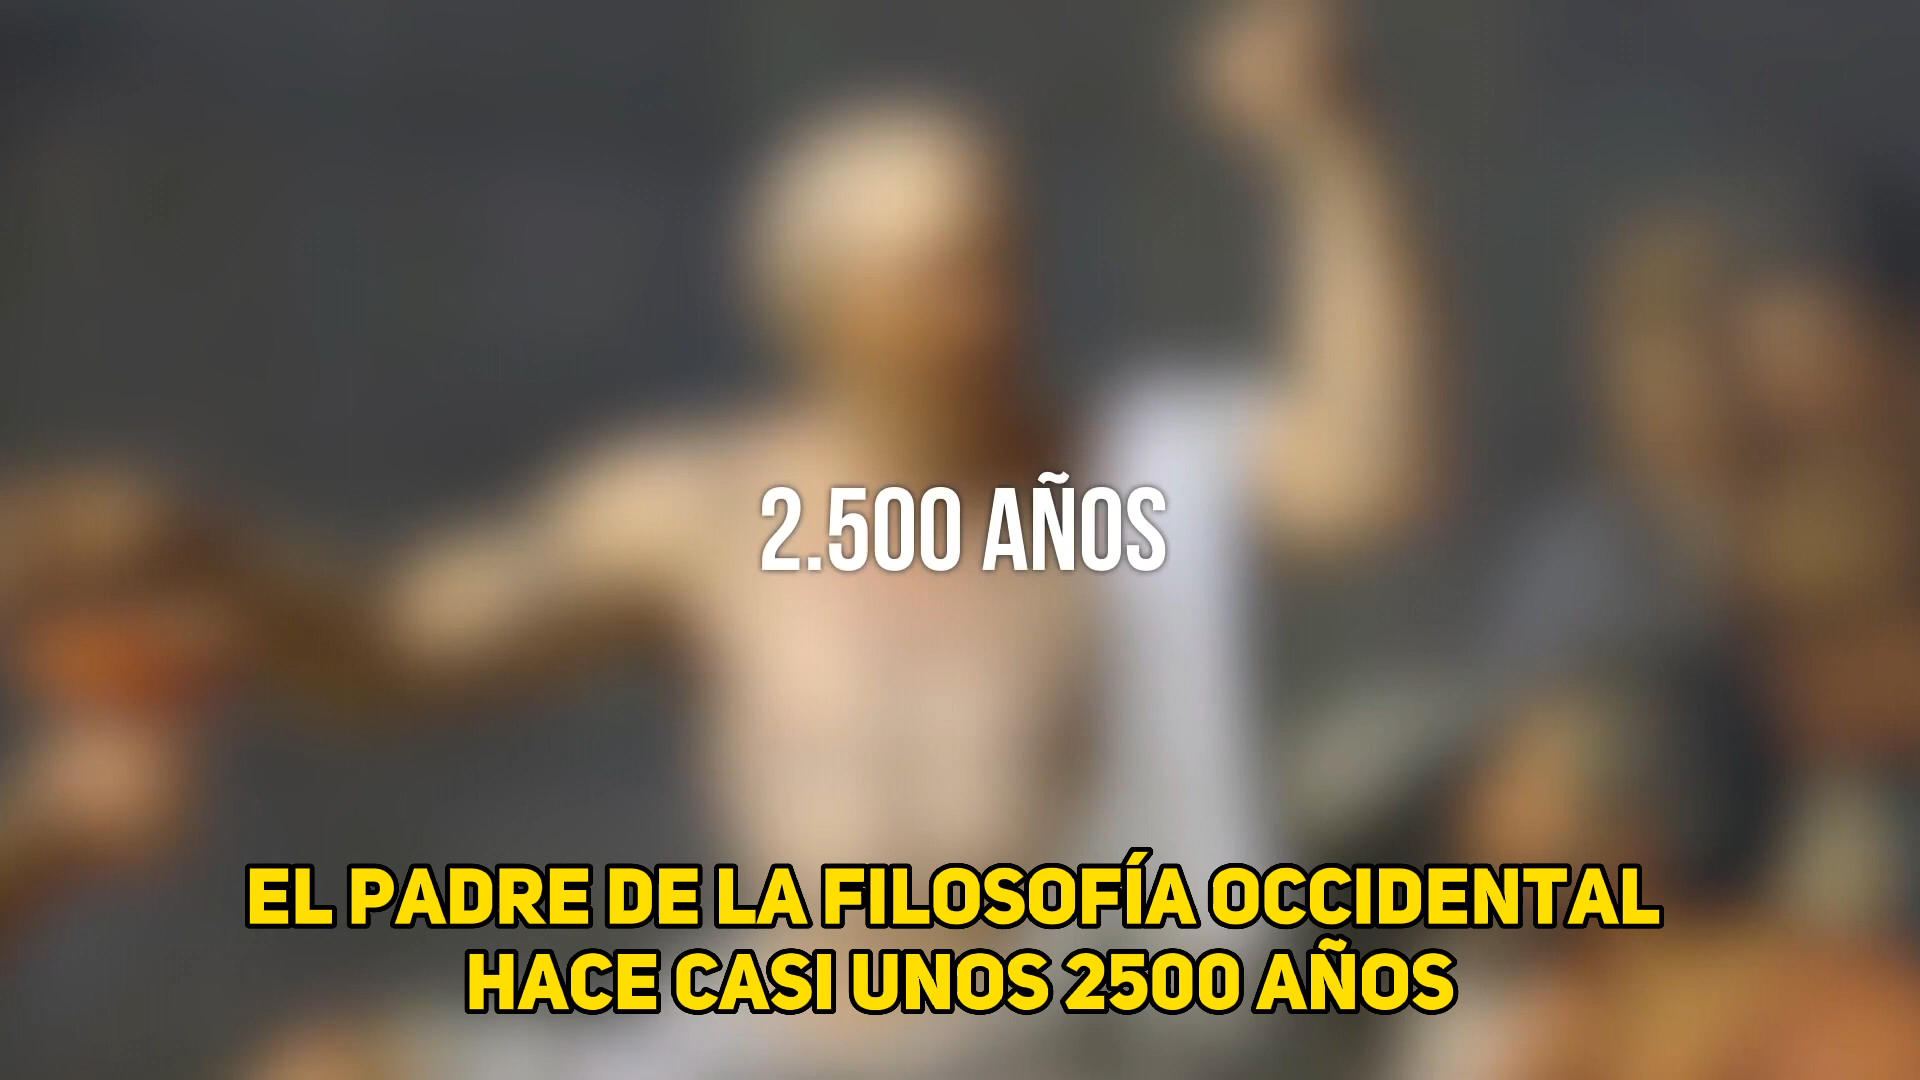 2.500 AÑOS
EL PADRE DE LA FILOSOFÍA OCCIDENTAL
HACE CASI UNOS 2500 AÑOS